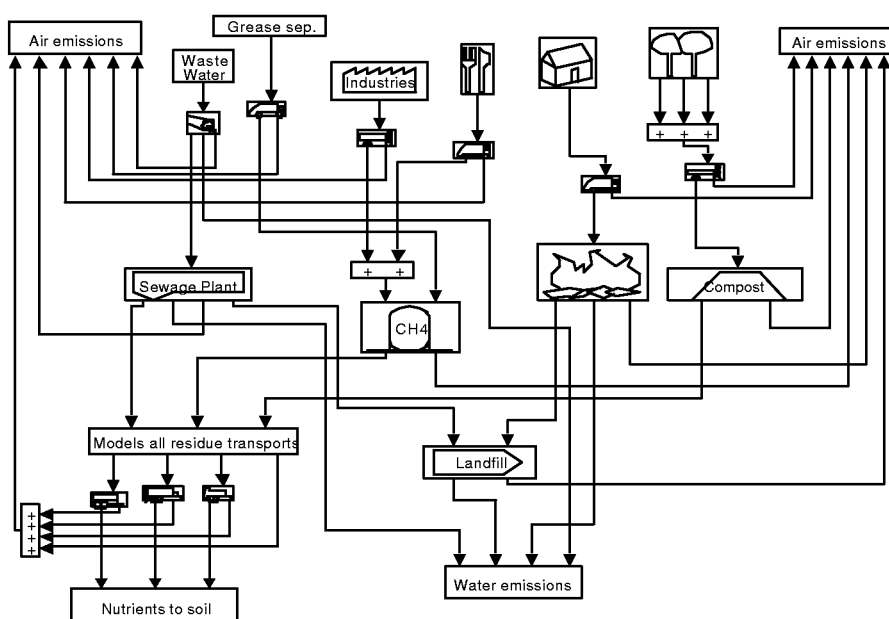 Grease sep.
Air emissions
Air emissions
Waste
Water
Industries
+ + +
+ +
Sewage Plant
Compost
CH4
Models all residue transports
Landfill
+
+
+
+
Water emissions
Nutrients to soil